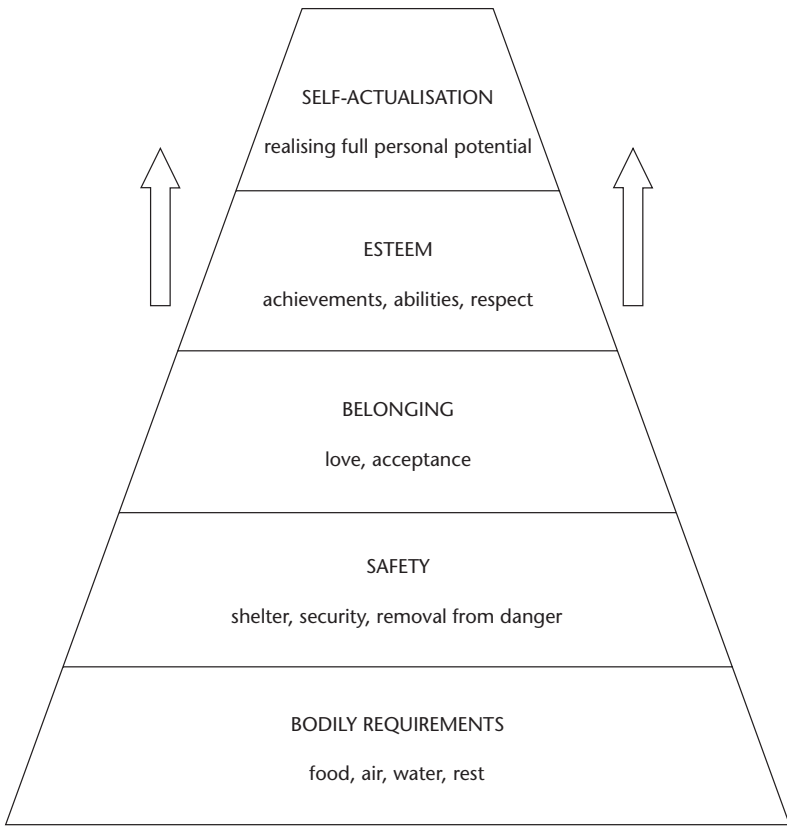 SELF-ACTUALISATION
realising full personal potential
ESTEEM
achievements, abilities, respect
BELONGING
love, acceptance
SAFETY
shelter, security, removal from danger
BODILY REQUIREMENTS
food, air, water, rest